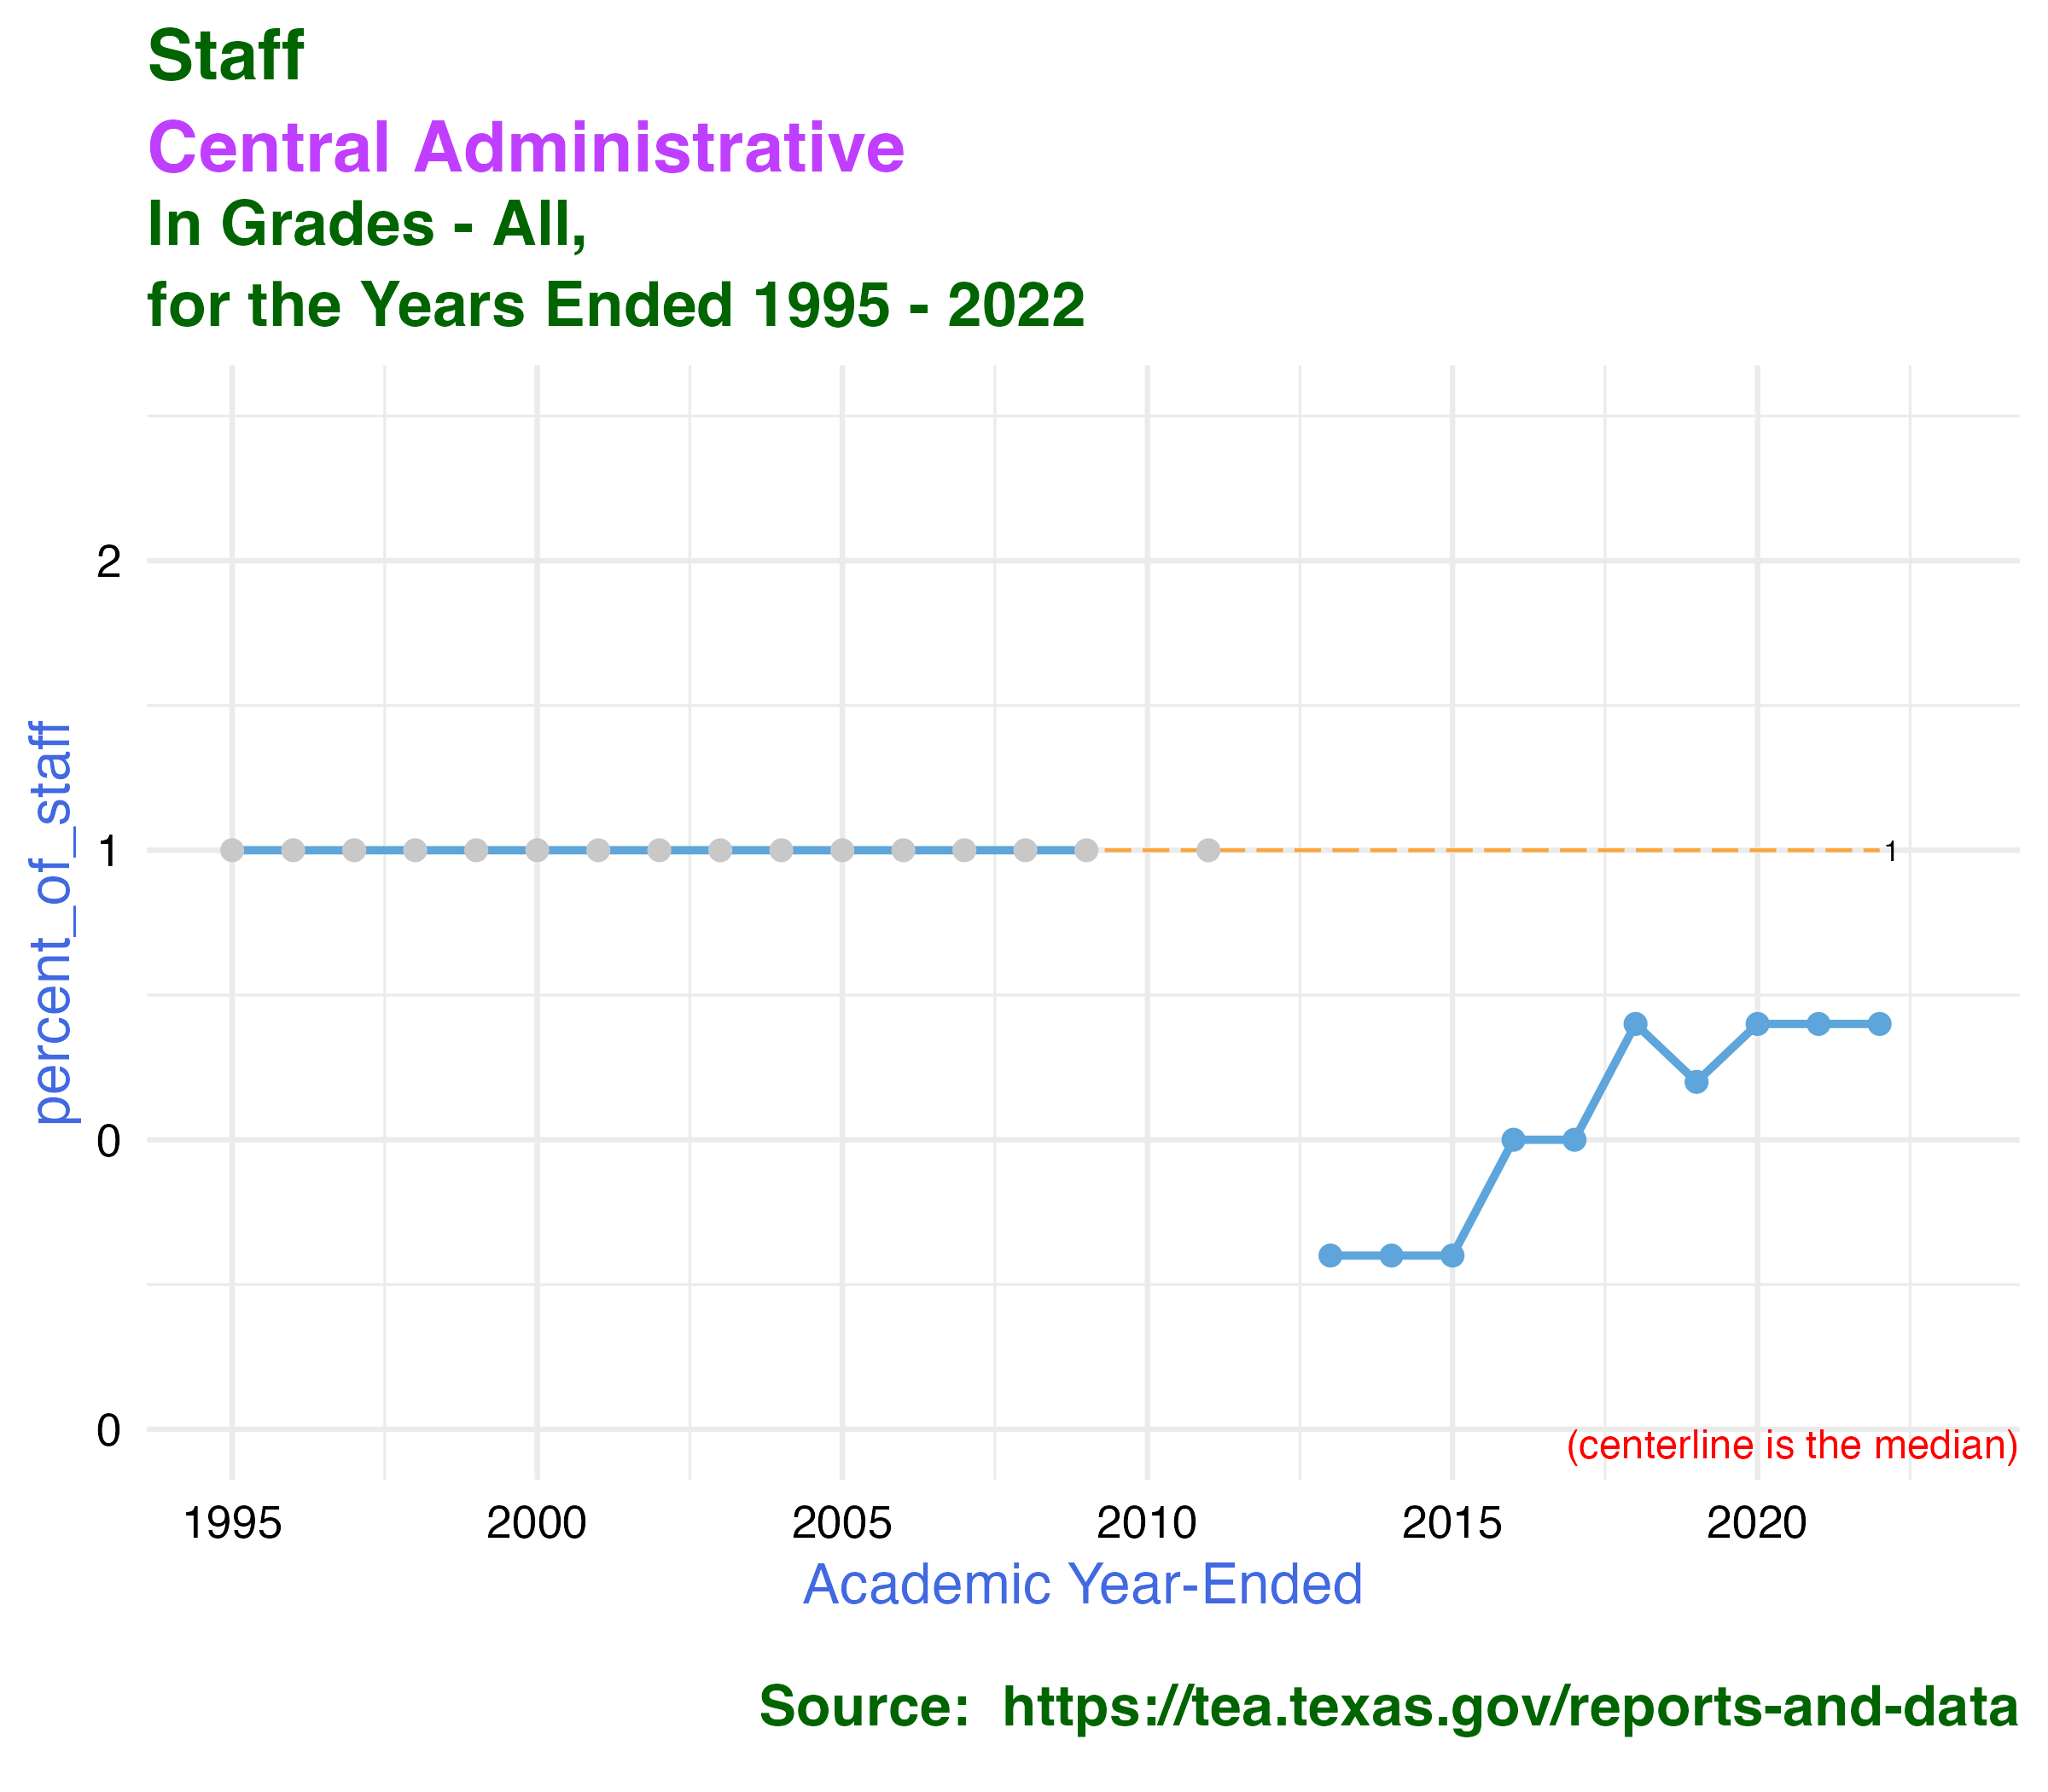 Staff
Central Administrative
In Grades - All,
for the Years Ended 1995 - 2022
percent_of_staff
2
1
0
0
1
(centerline is the median)
1995 2000 2005 2010 2015 2020
Academic Year-Ended
Source:  https://tea.texas.gov/reports-and-data